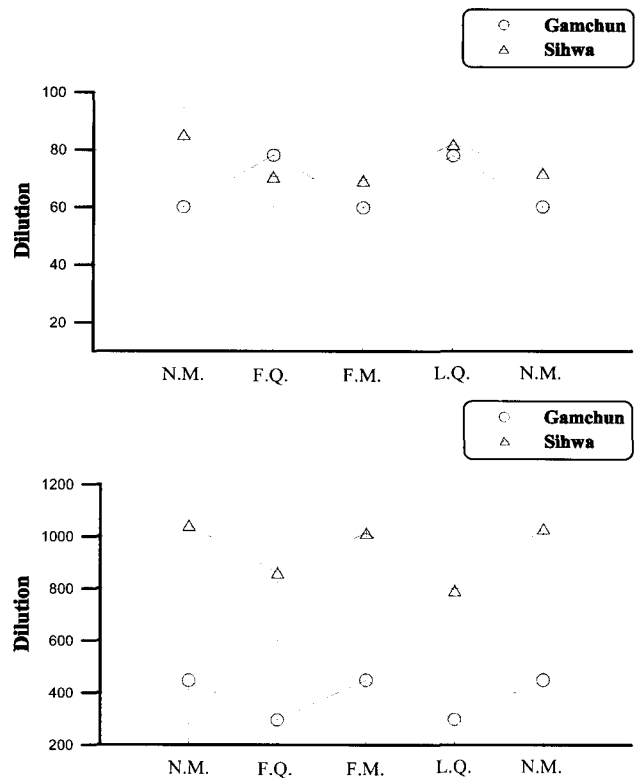 Gamchun
Sihwa
100
80
60
40
20
Dilution
N.M. F.Q. F.M. L.Q. N.M.
Gamchun
Sihwa
1200
1000
800
600
400
200
Dilution
N.M. F.Q. F.M. L.Q. N.M.